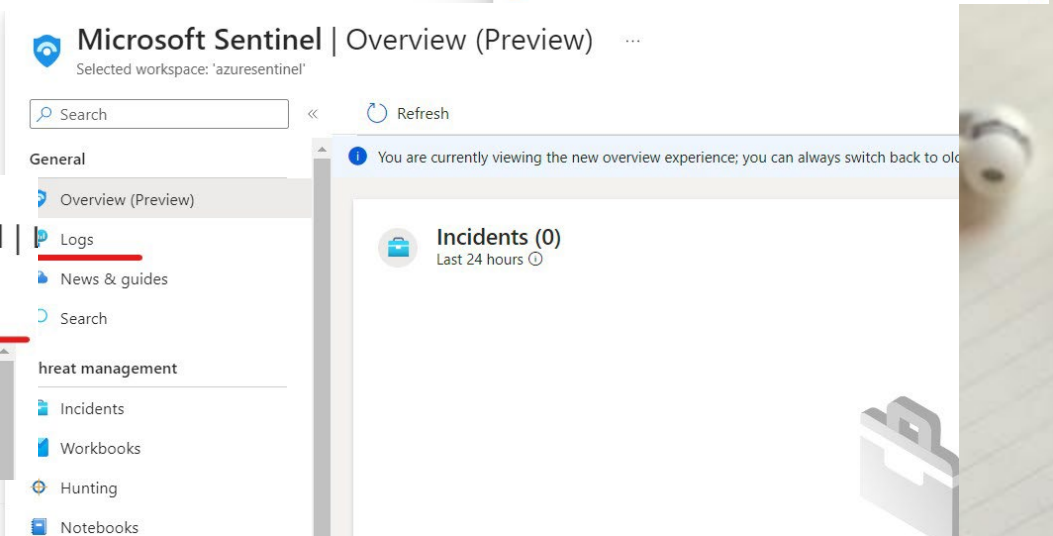 Microsoft Sentinel | Overview (Preview) ...
Selected workspace: 'azuresentinel'
Search
«
Refresh
General
You are currently viewing the new overview experience; you can always switch back to
Overview (Preview)
Logs
News & guides
Search
hreat management
Incidents
Workbooks
Hunting
Notebooks
Incidents (0)
Last 24 hours